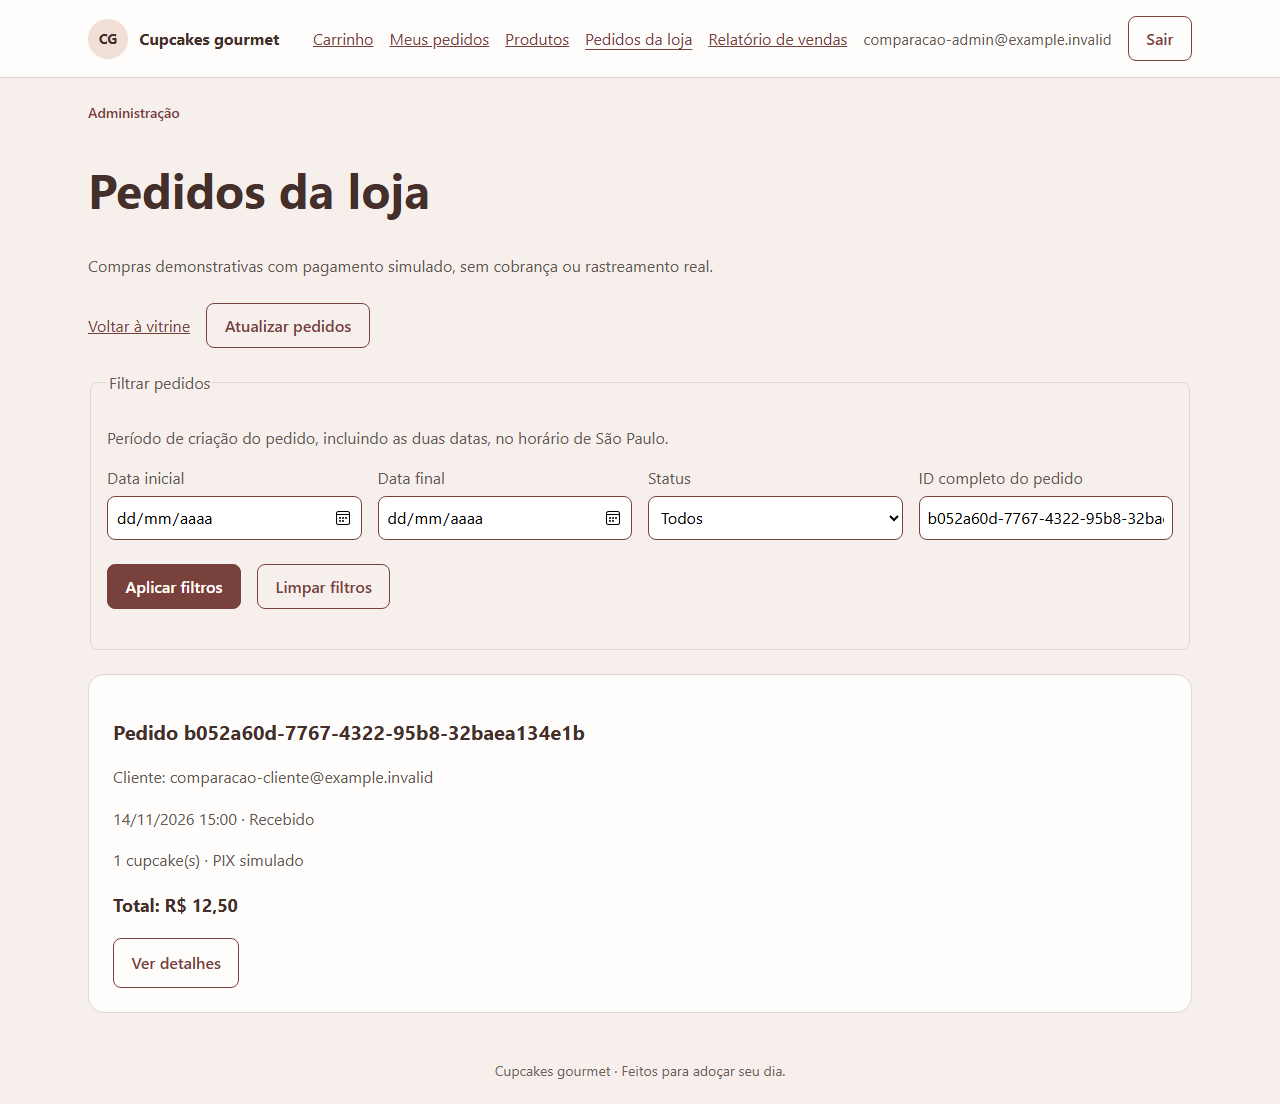 CG Cupcakes gourmet Carrinho Meus pedidos Produtos Pedidos da loja Relatório de vendas comparacao-admin@example.invalid Sair
Administração
Pedidos da loja
Compras demonstrativas com pagamento simulado, sem cobrança ou rastreamento real.
Voltar à vitrine Atualizar pedidos
Filtrar pedidos
Período de criação do pedido, incluindo as duas datas, no horário de São Paulo.
Data inicial Data final Status ID completo do pedido
dd/mm/aaaa dd/mm/aaaa Todos b052a60d-7767-4322-95b8-32ba
Aplicar filtros Limpar filtros
Pedido b052a60d-7767-4322-95b8-32baea134e1b
Cliente: comparacao-cliente@example.invalid
14/11/2026 15:00 · Recebido
1 cupcake(s) · PIX simulado
Total: R$ 12,50
Ver detalhes
Cupcakes gourmet · Feitos para adoçar seu dia.